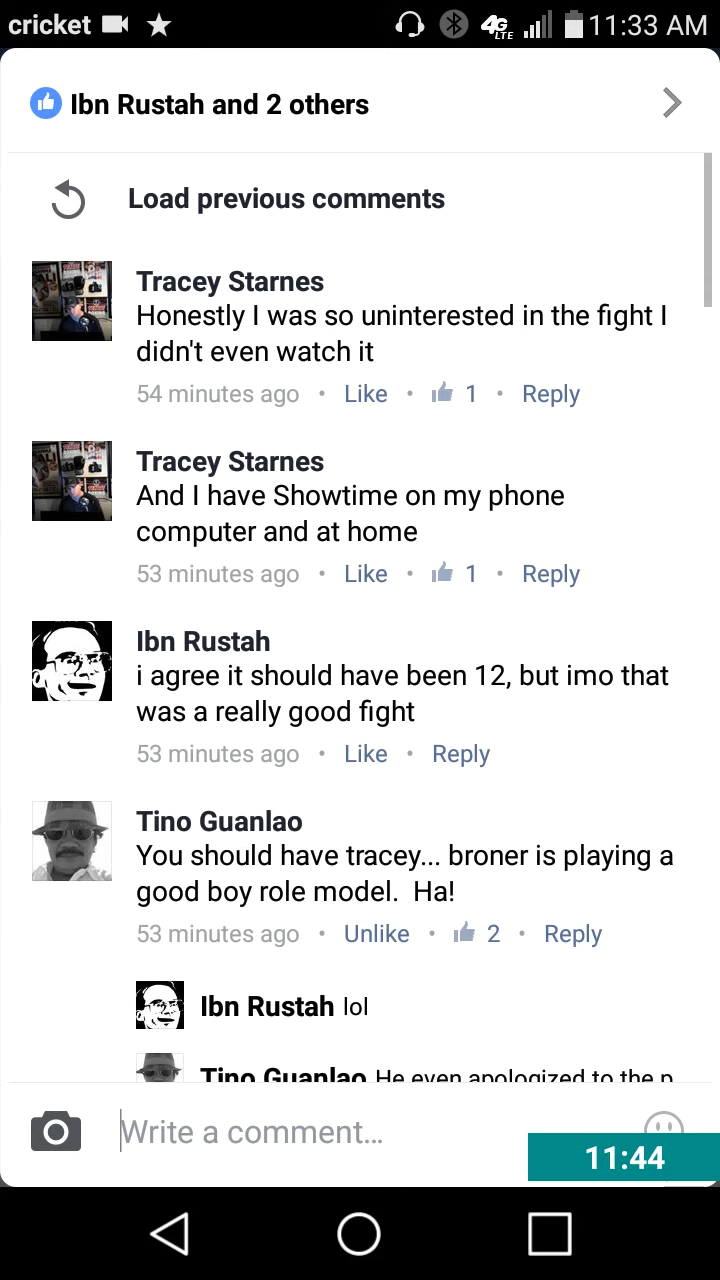 cricket 4G LTE 11:33 AM
Ibn Rustah and 2 others
Load previous comments
Tracey Starnes
Honestly I was so uninterested in the fight I
didn't even watch it
54 minutes ago • Like • 1 • Reply
Tracey Starnes
And I have Showtime on my phone
computer and at home
53 minutes ago • Like • 1 • Reply
Ibn Rustah
i agree it should have been 12, but imo that
was a really good fight
53 minutes ago • Like • Reply
Tino Guanlao
You should have tracey... broner is playing a
good boy role model.  Ha!
53 minutes ago • Unlike • 2 • Reply
Ibn Rustah lol
Tino Guanlao He even apologized to the p
Write a comment...
11:44